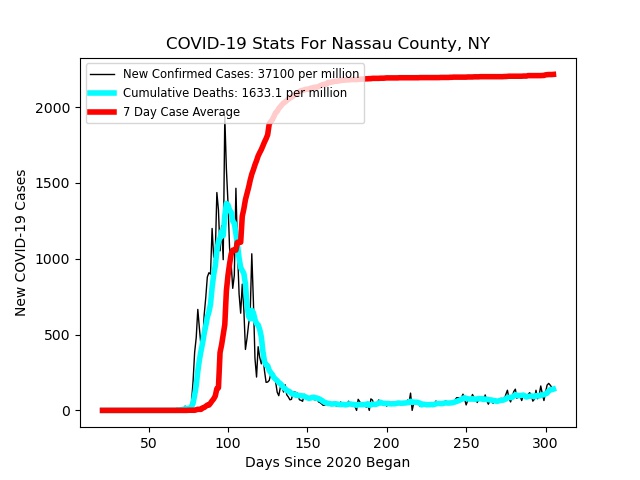 COVID-19 Stats For Nassau County, NY
New Confirmed Cases: 37100 per million
Cumulative Deaths: 1633.1 per million
7 Day Case Average
2000
1500
1000
500
0
New COVID-19 Cases
50 100 150 200 250 300
Days Since 2020 Began